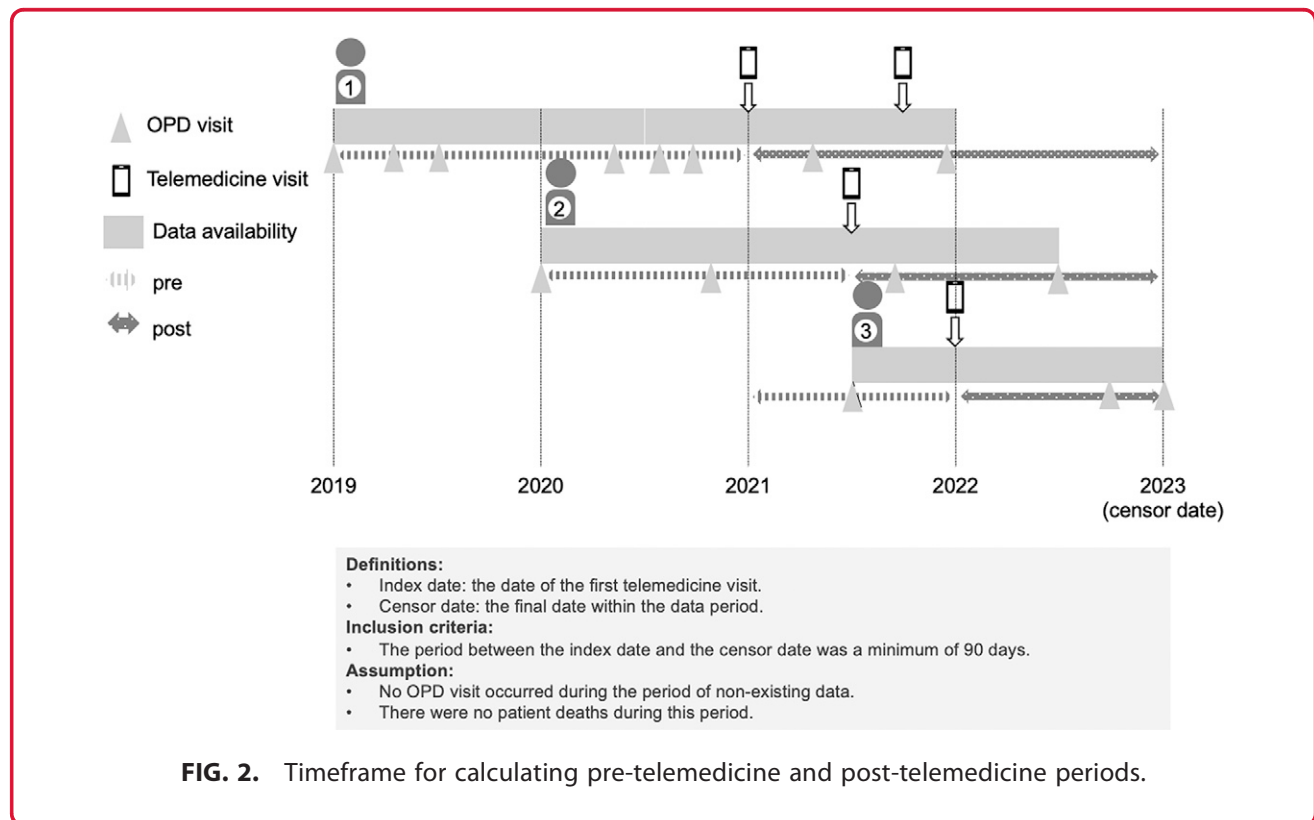 1
OPD visit
Telemedicine visit
2
Data availability
pre
post
3
2019 2020 2021 2022 2023
(censor date)
Definitions:
• Index date: the date of the first telemedicine visit.
• Censor date: the final date within the data period.
Inclusion criteria:
• The period between the index date and the censor date was a minimum of 90 days.
Assumption:
• No OPD visit occurred during the period of non-existing data.
• There were no patient deaths during this period.
FIG. 2. Timeframe for calculating pre-telemedicine and post-telemedicine periods.